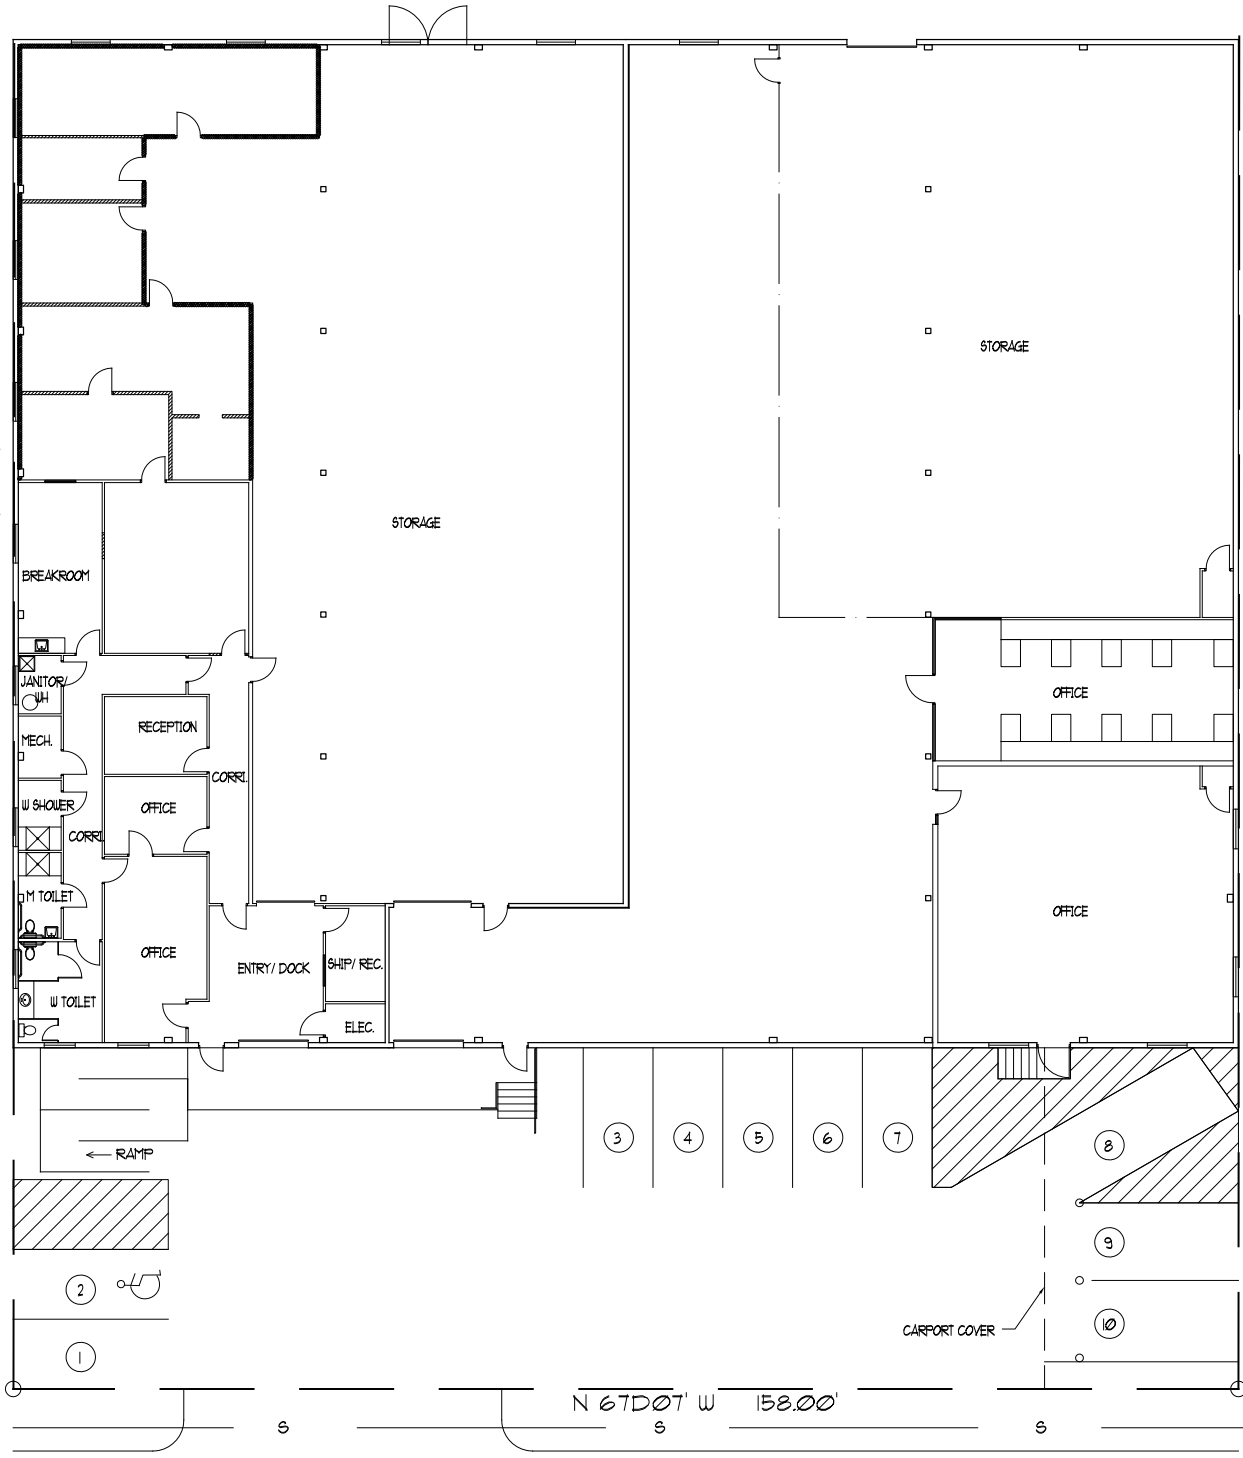 STORAGE
STORAGE
BREAKROOM
JANITOR/
WH
OFFICE
RECEPTION
MECH.
CORRI.
W SHOWER
OFFICE
CORRI.
M TOILET
OFFICE
OFFICE
ENTRY/ DOCK
SHIP/ REC.
W TOILET
ELEC.
3
4
5
6
7
8
RAMP
9
2
10
CARPORT COVER
1
N 67D07' W 158.00'
S
S
S